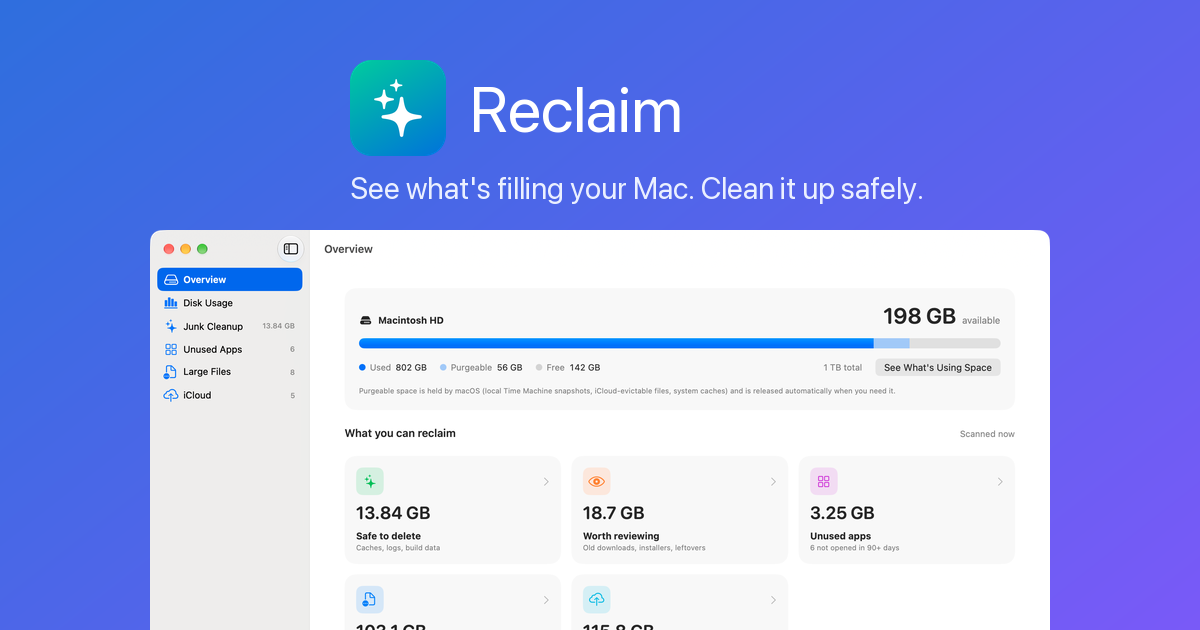 Reclaim
See what's filling your Mac. Clean it up safely.
Overview
Overview
Disk Usage
Junk Cleanup 13.84 GB
Unused Apps 6
Large Files 8
iCloud 5
Macintosh HD 198 GB available
Used 802 GB Purgeable 56 GB Free 142 GB 1 TB total See What's Using Space
Purgeable space is held by macOS (local Time Machine snapshots, iCloud-evictable files, system caches) and is released automatically when you need it.
What you can reclaim Scanned now
13.84 GB
Safe to delete
Caches, logs, build data
18.7 GB
Worth reviewing
Old downloads, installers, leftovers
3.25 GB
Unused apps
6 not opened in 90+ days